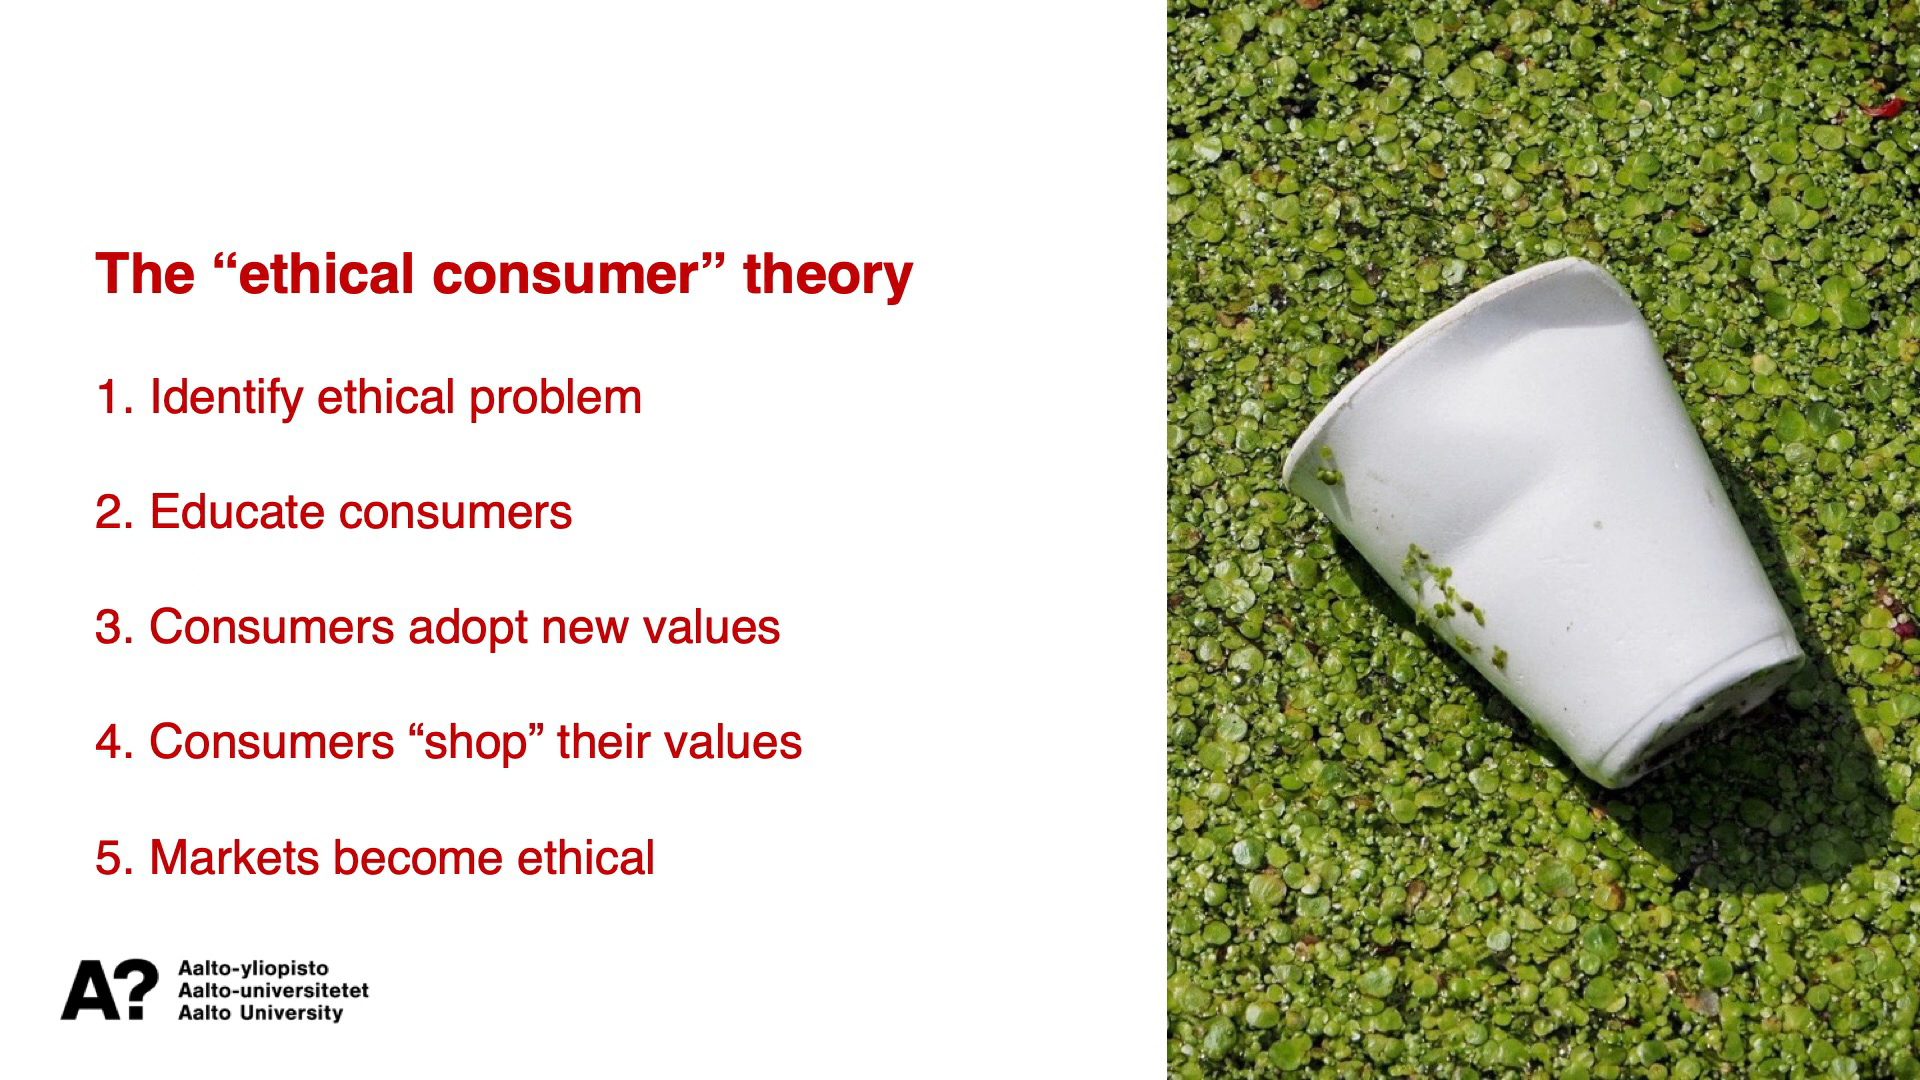 The “ethical consumer” theory
1. Identify ethical problem
2. Educate consumers
3. Consumers adopt new values
4. Consumers “shop” their values
5. Markets become ethical
A?
Aalto-yliopisto
Aalto-universitetet
Aalto University